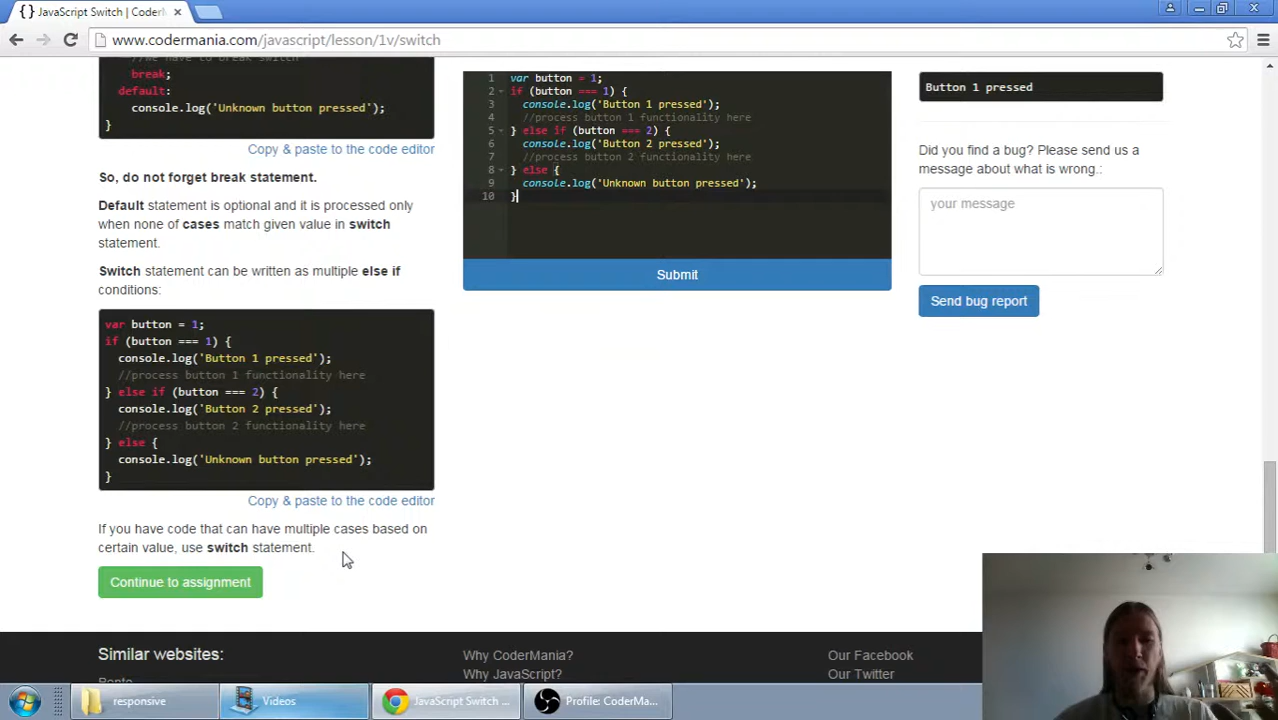 JavaScript Switch | CoderM
www.codermania.com/javascript/lesson/1v/switch
//we have to break switch
break;
default:
console.log('Unknown button pressed');
}
Copy & paste to the code editor
So, do not forget break statement.
Default statement is optional and it is processed only
when none of cases match given value in switch
statement.
Switch statement can be written as multiple else if
conditions:
var button = 1;
if (button === 1) {
console.log('Button 1 pressed');
//process button 1 functionality here
} else if (button === 2) {
console.log('Button 2 pressed');
//process button 2 functionality here
} else {
console.log('Unknown button pressed');
}
Copy & paste to the code editor
If you have code that can have multiple cases based on
certain value, use switch statement.
Continue to assignment
1 var button = 1;
2 if (button === 1) {
3 console.log('Button 1 pressed');
4 //process button 1 functionality here
5 } else if (button === 2) {
6 console.log('Button 2 pressed');
7 //process button 2 functionality here
8 } else {
9 console.log('Unknown button pressed');
10 }
Submit
Button 1 pressed
Did you find a bug? Please send us a
message about what is wrong.:
your message
Send bug report
Similar websites:
Why CoderMania?
Why JavaScript?
Our Facebook
Our Twitter
responsive
Videos
JavaScript Switch ...
Profile: CoderMa...